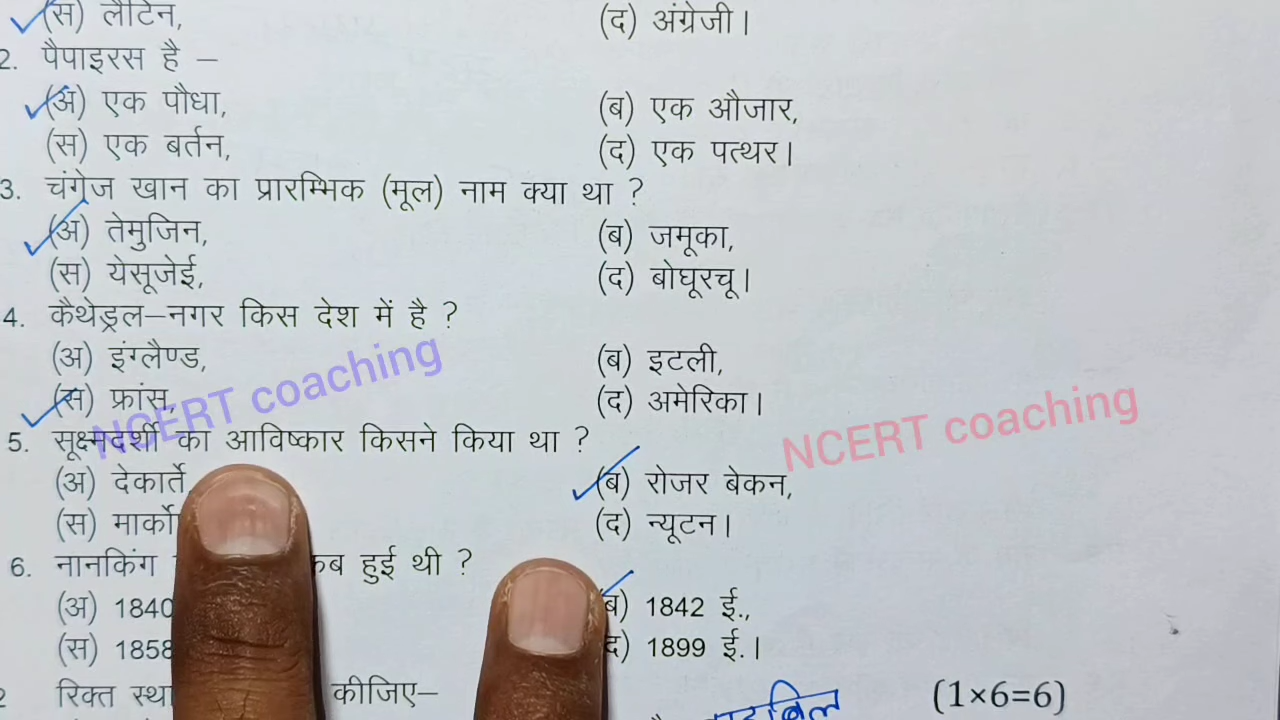 (स) लैटिन, (द) अंग्रेजी।
2. पैपाइरस है –
(अ) एक पौधा, (ब) एक औजार,
(स) एक बर्तन, (द) एक पत्थर।
3. चंगेज खान का प्रारम्भिक (मूल) नाम क्या था ?
(अ) तेमुजिन, (ब) जमूका,
(स) येसूजेई, (द) बोघूरचू।
4. कैथेड्रल–नगर किस देश में है ?
(अ) इंग्लैण्ड, (ब) इटली,
NCERT coaching
(स) फ्रांस, (द) अमेरिका।
NCERT coaching
5. सूक्ष्मदर्शी का आविष्कार किसने किया था ?
(अ) देकार्ते, (ब) रोजर बेकन,
(स) मार्को (द) न्यूटन।
6. नानकिंग कब हुई थी ?
(अ) 1840 (ब) 1842 ई.,
(स) 1858 (द) 1899 ई.।
2 रिक्त कीजिए– (1×6=6)